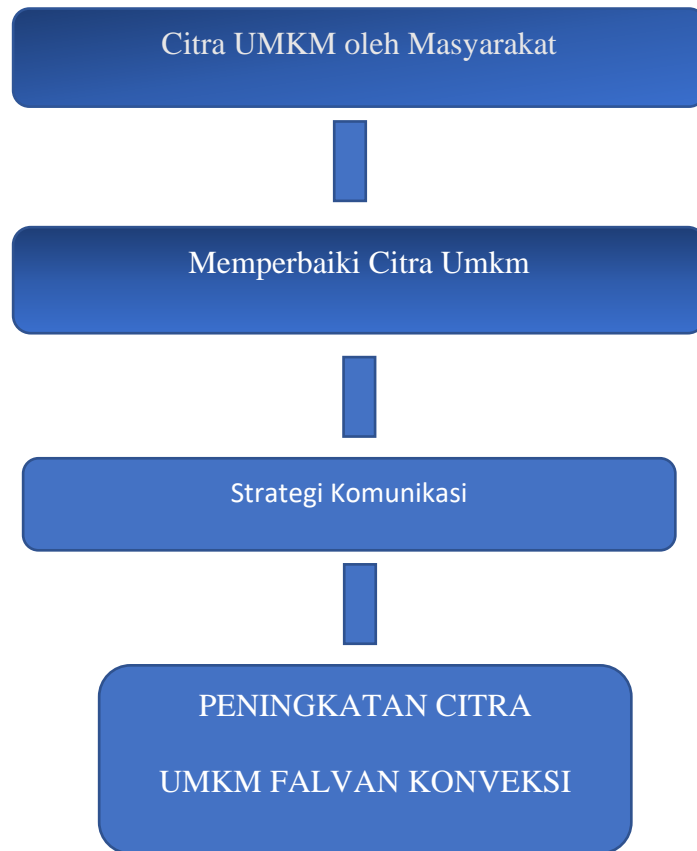 Citra UMKM oleh Masyarakat
Memperbaiki Citra Umkm
Strategi Komunikasi
PENINGKATAN CITRA
UMKM FALVAN KONVEKSI